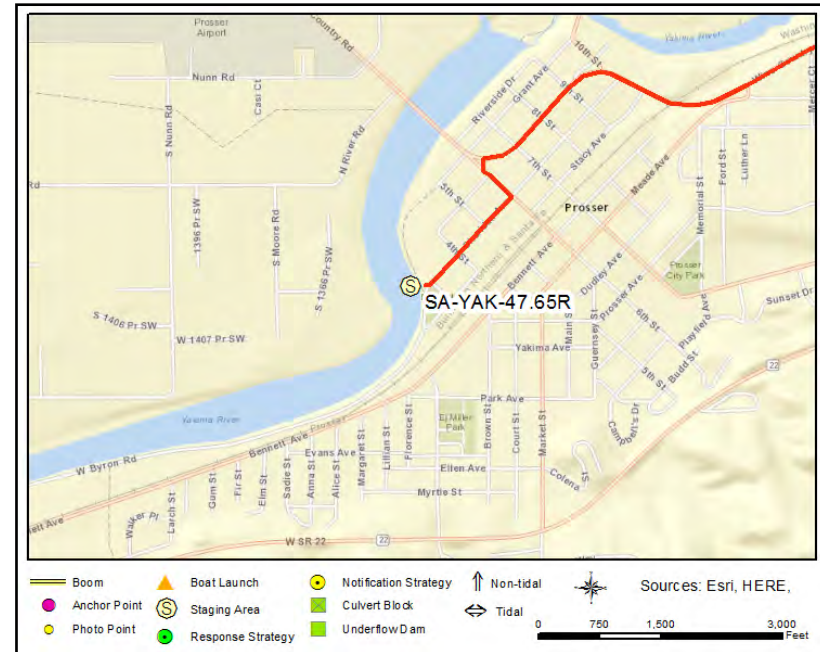 Prosser
Airport
Country Rd
Yakima River
Washin
10th St
Nunn Rd
Casi Ct
Riverside Dr
Grant Ave
9th St
Mercer Ct
S Nunn Rd
N River Rd
8th St
Stacy Ave
7th St
Meade Ave
Memorial St
Ford St
Luther Ln
Rd
5th St
Prosser
1396 Pr SW
S Moore Rd
4th St
Northern & Santa Fe
Bennett Ave
Dudley Ave
Prosser
City Park
S 1366 Pr SW
SA-YAK-47.65R
Prosser Ave
Sunset Dr
S 1406 Pr SW
Main St
6th St
Playfield Ave
W 1407 Pr SW
Yakima Ave
Guernsey St
Budd St
22
5th St
Park Ave
Yakima River
Bennett Ave
Prosser
Florence St
Ej Miller
Park
Brown St
Court St
Market St
W Byron Rd
Margaret St
Lillian St
Evans Ave
Gum St
Fir St
Elm St
Sadie St
Anna St
Alice St
Ellen Ave
Colena
St
Larch St
Walker Pl
Myrtle St
nett Ave
W SR 22
22
Boom
Boat Launch
Notification Strategy
Non-tidal
Sources: Esri, HERE,
Anchor Point
S
Staging Area
Culvert Block
Tidal
Photo Point
Response Strategy
Underflow Dam
0 750 1,500 3,000
Feet